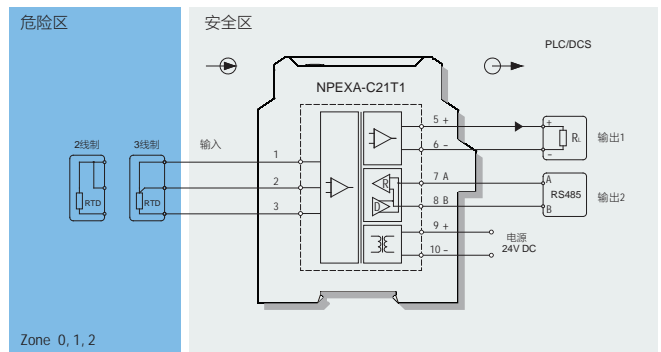 危险区
安全区
PLC/DCS
NPEXA-C21T1
2线制
3线制
输入
RTD
RTD
1
2
3
5 +
6 -
7 A
8 B
9 +
10 -
R
D
+
RL
-
输出1
A
RS485
B
输出2
电源
24V DC
Zone 0, 1, 2